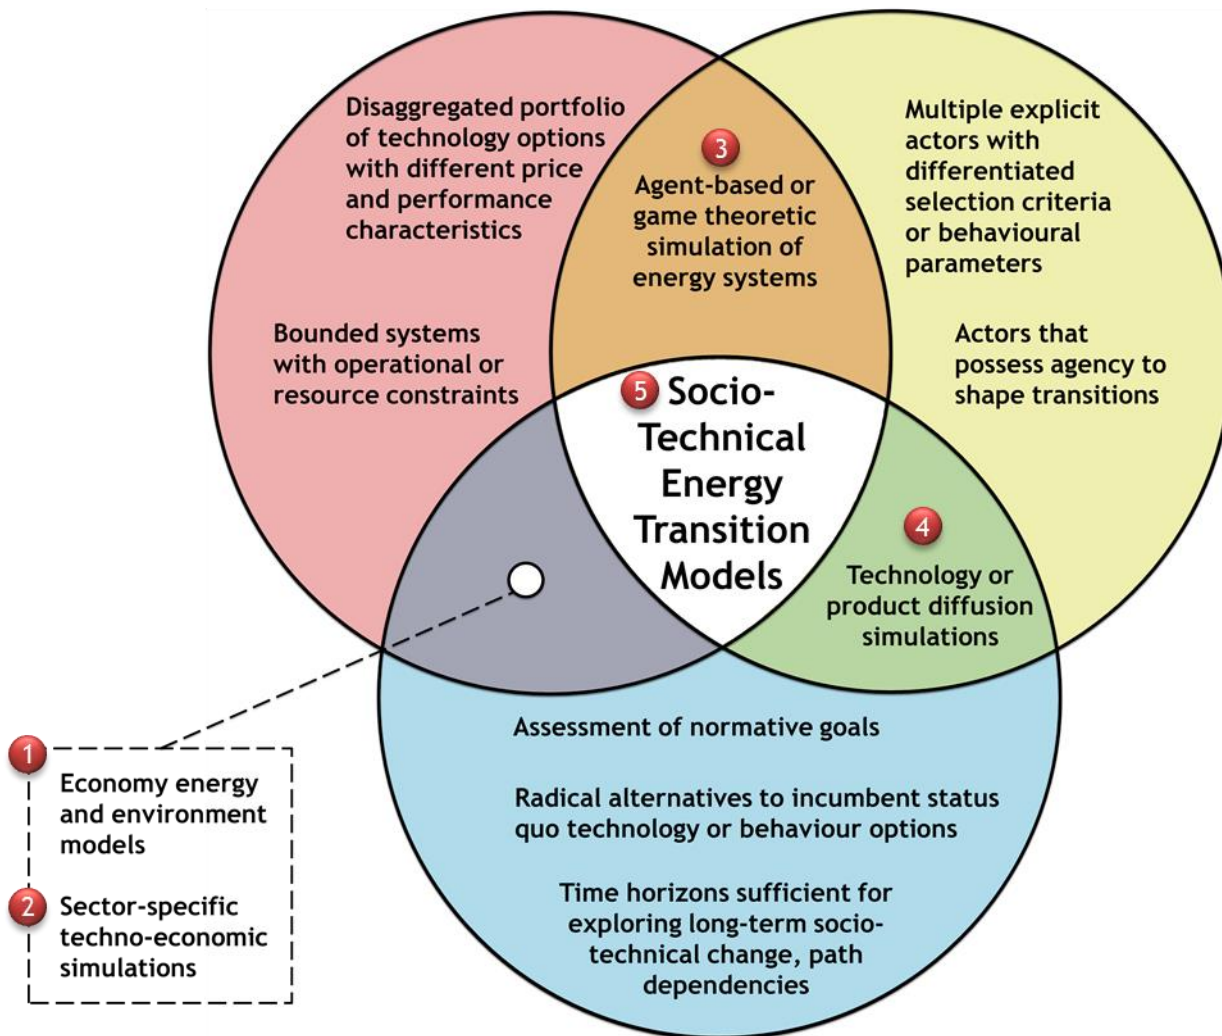 Disaggregated portfolio
of technology options
with different price
and performance
characteristics
Bounded systems
with operational or
resource constraints
3
Agent-based or
game theoretic
simulation of
energy systems
Multiple explicit
actors with
differentiated
selection criteria
or behavioural
parameters
Actors that
possess agency to
shape transitions
5 Socio-
Technical
Energy
Transition
Models
4
Technology or
product diffusion
simulations
1
Economy energy
and environment
models
2 Sector-specific
techno-economic
simulations
Assessment of normative goals
Radical alternatives to incumbent status
quo technology or behaviour options
Time horizons sufficient for
exploring long-term socio-
technical change, path
dependencies